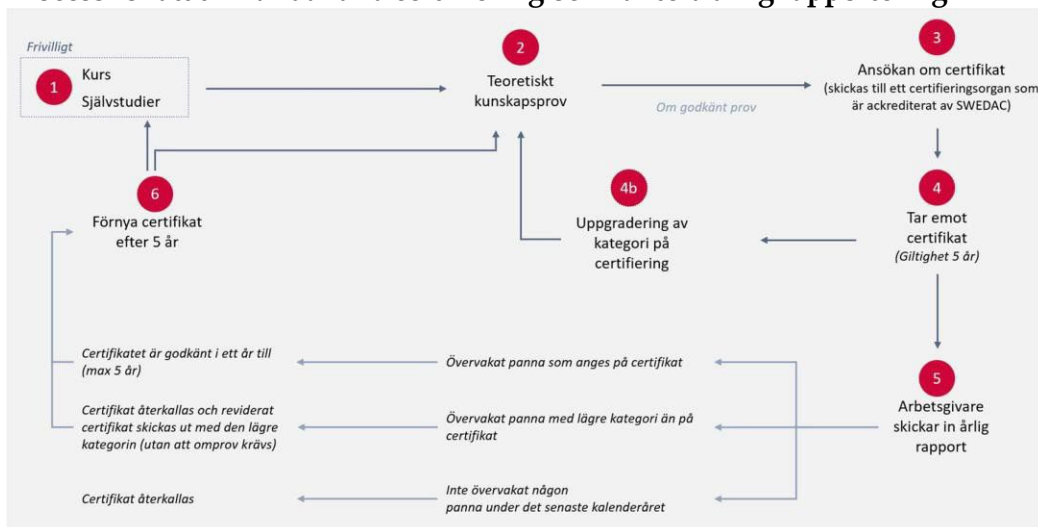 Frivilligt
1
Kurs
Självstudier
2
Teoretiskt
kunskapsprov
Om godkänt prov
3
Ansökan om certifikat
(skickas till ett certifieringsorgan som
är ackrediterat av SWEDAC)
6
Förnya certifikat
efter 5 år
4b
Uppgradering av
kategori på
certifiering
4
Tar emot
certifikat
(Giltighet 5 år)
Certifikatet är godkänt i ett år till
(max 5 år)
Övervakat panna som anges på certifikat
5
Arbetsgivare
skickar in årlig
rapport
Certifikat återkallas och reviderat
certifikat skickas ut med den lägre
kategorin (utan att omprov krävs)
Övervakat panna med lägre kategori än på
certifikat
Certifikat återkallas
Inte övervakat någon
panna under det senaste kalenderåret